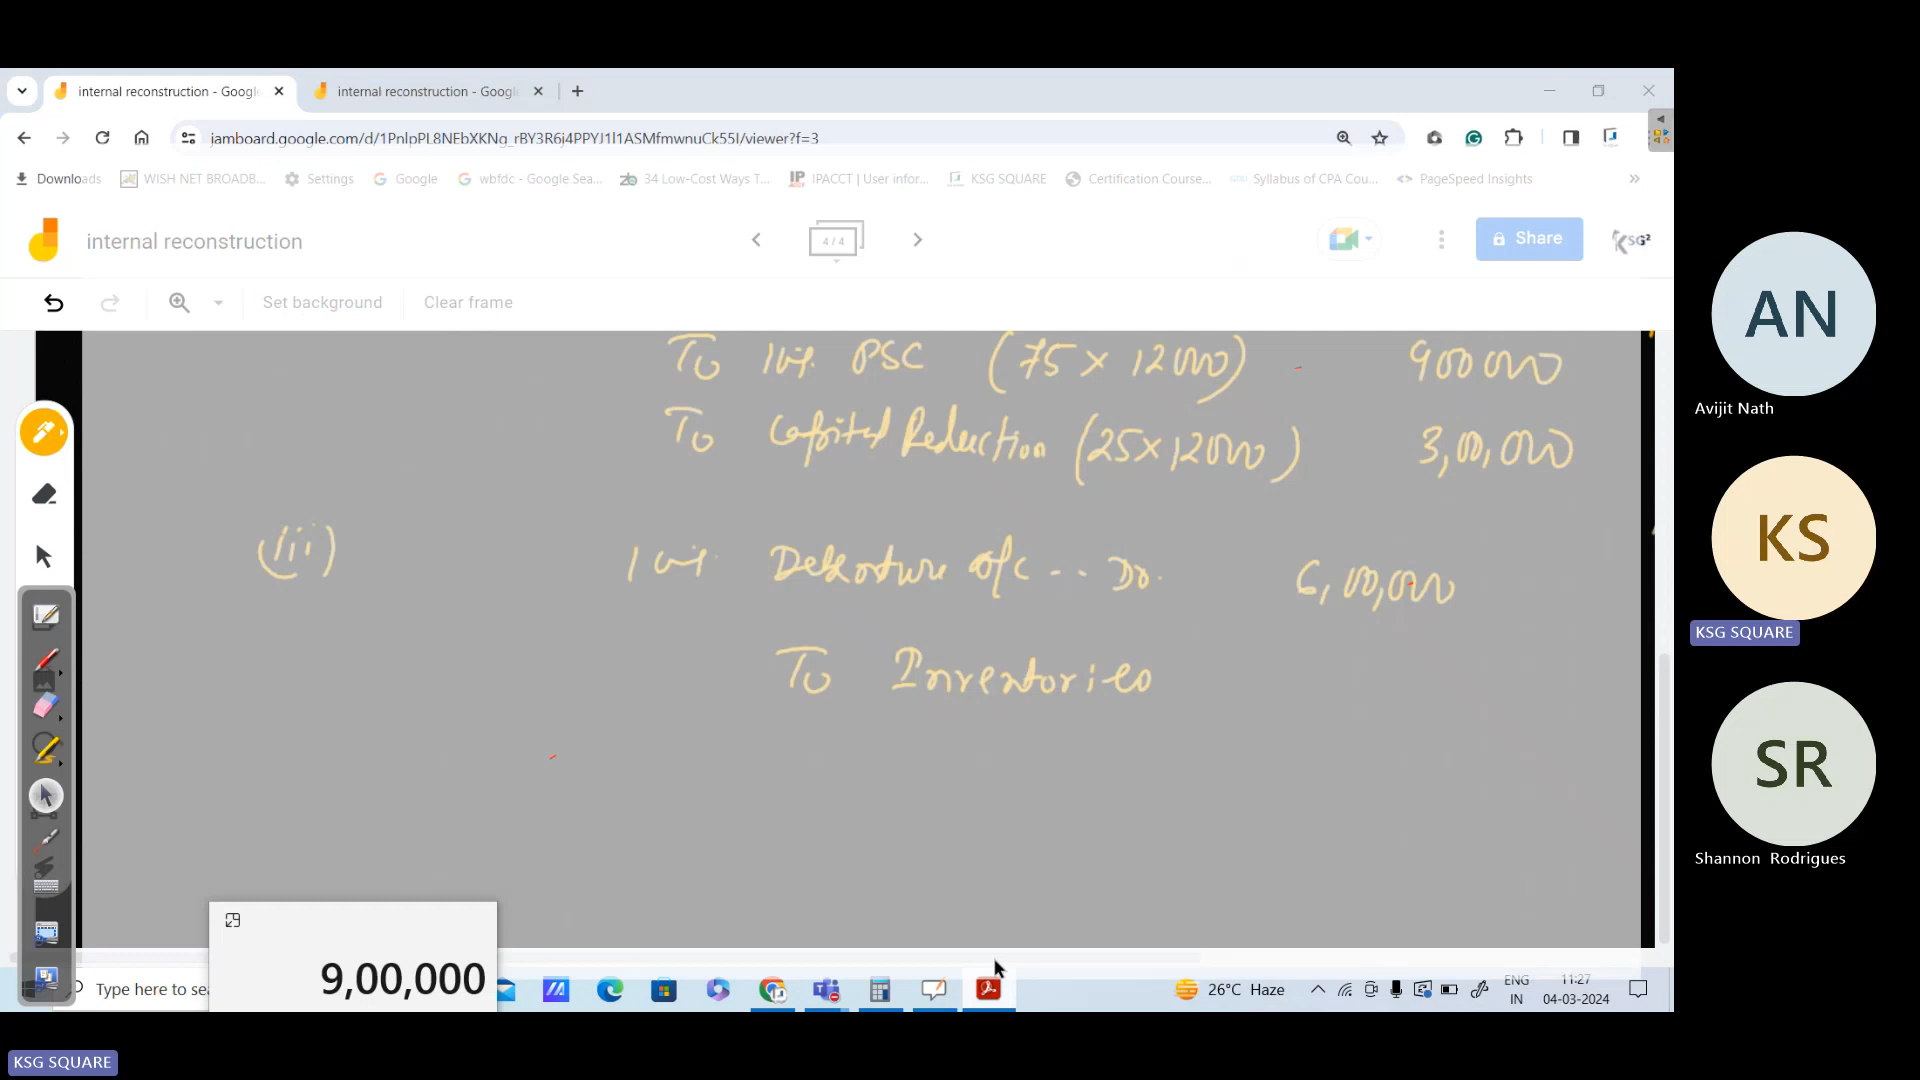 internal reconstruction - Google
internal reconstruction - Google
jamboard.google.com/d/1PnlpPL8NEbXKNg_rBY3R6j4PPYJ1l1ASMfmwnuCk55I/viewer?f=3
Downloads WISH NET BROADB... Settings Google wbfdc - Google Sea... 34 Low-Cost Ways T... IPACCT | User infor... KSG SQUARE Certification Course... Syllabus of CPA Cou... PageSpeed Insights
internal reconstruction 4 / 4 Share KSG²
Set background Clear frame
To 10% PSC (75 x 12000) 900000
To Capital Reduction (25 x 12000) 3,00,000
(iii) 10% Debenture A/c -- Dr. 6,00,000
To Inventories
AN
Avijit Nath
KS
KSG SQUARE
SR
Shannon Rodrigues
9,00,000
Type here to sea
26°C Haze
ENG
IN
11:27
04-03-2024
KSG SQUARE